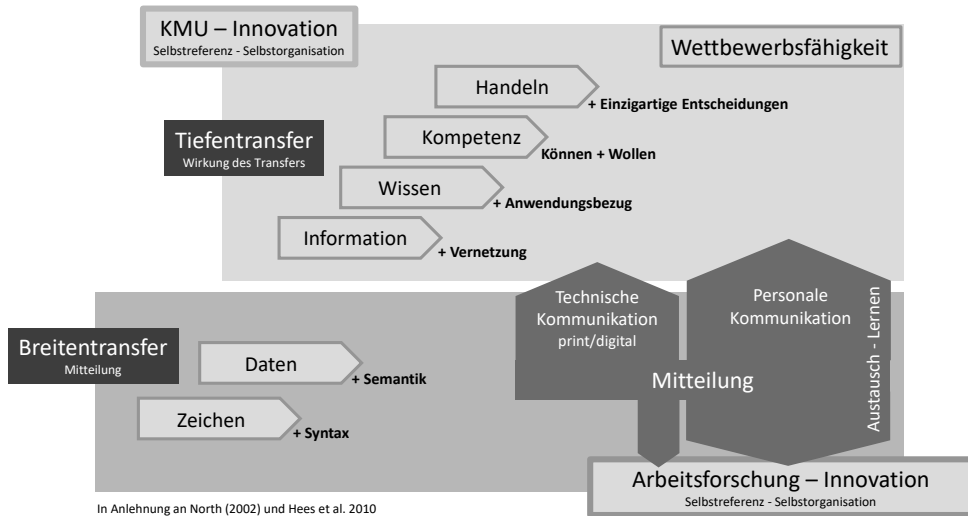 KMU – Innovation
Selbstreferenz - Selbstorganisation
Wettbewerbsfähigkeit
Handeln
+ Einzigartige Entscheidungen
Tiefentransfer
Wirkung des Transfers
Kompetenz
Können + Wollen
Wissen
+ Anwendungsbezug
Information
+ Vernetzung
Technische
Kommunikation
print/digital
Personale
Kommunikation
Austausch - Lernen
Mitteilung
Breitentransfer
Mitteilung
Daten
+ Semantik
Zeichen
+ Syntax
Arbeitsforschung – Innovation
Selbstreferenz - Selbstorganisation
In Anlehnung an North (2002) und Hees et al. 2010